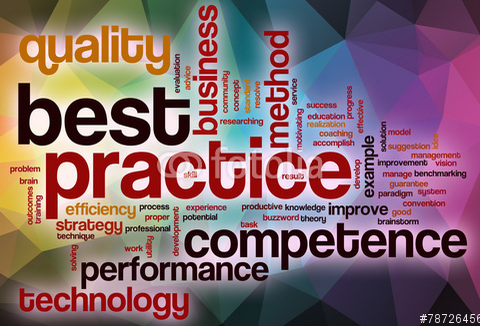 quality
evaluation
advice
business
community
concept
standard
resolve
researching
method
motivating
service
success
education
realization
coaching
accomplish
progress
effective
best
practice
©fotolia
skill
result
develop
example
solution
model
suggestion
idea
management
improvement
vision
manage
benchmarking
guarantee
paradigm
system
convention
good
brainstorm
problem
brain
outcomes
training
efficiency
process
experience
productive
knowledge
improve
proper
potential
buzzword
theory
strategy
professional
development
task
technique
competence
solving
work
quality
performance
technology
#78726456